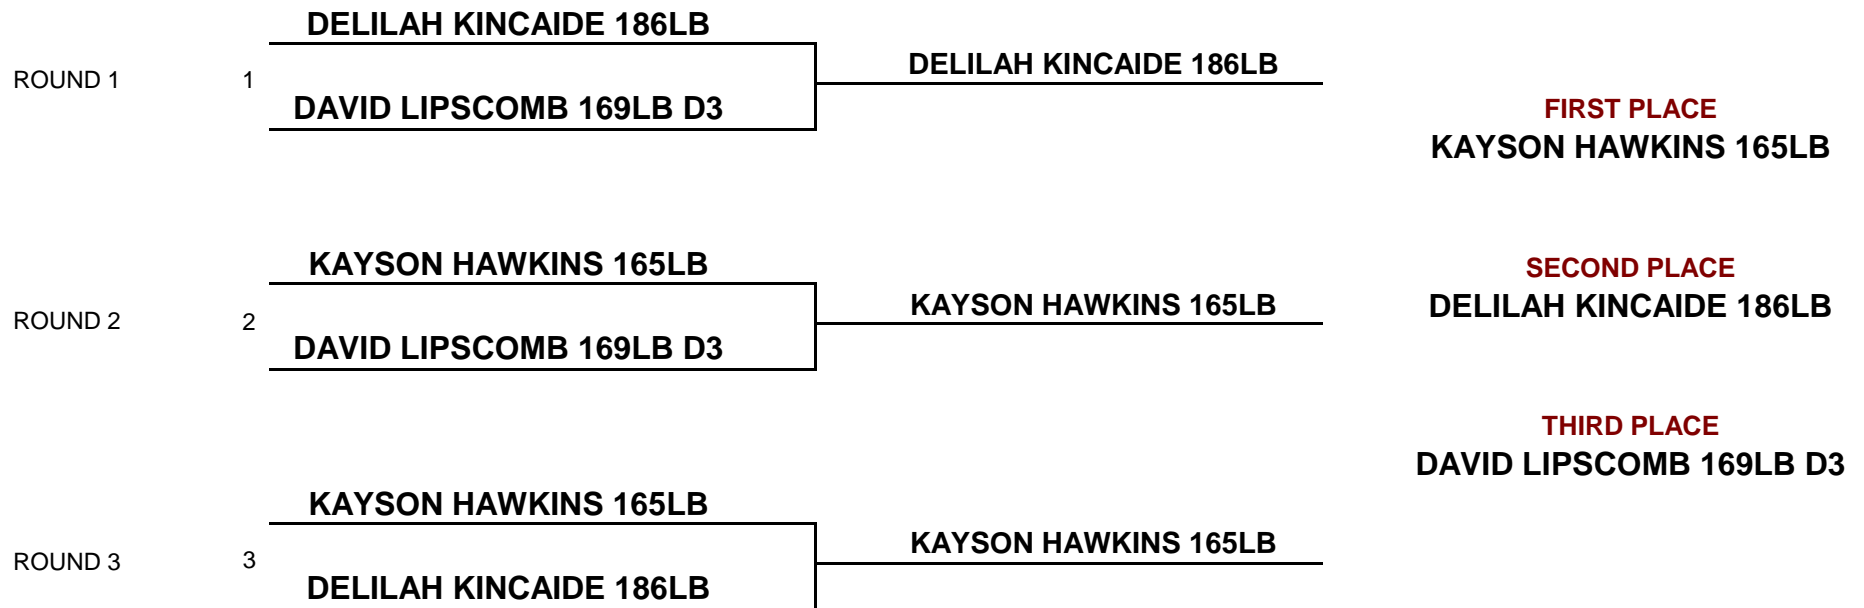 DELILAH KINCAIDE 186LB
ROUND 1
1
DELILAH KINCAIDE 186LB
DAVID LIPSCOMB 169LB D3
FIRST PLACE
KAYSON HAWKINS 165LB
KAYSON HAWKINS 165LB
ROUND 2
2
KAYSON HAWKINS 165LB
DAVID LIPSCOMB 169LB D3
SECOND PLACE
DELILAH KINCAIDE 186LB
THIRD PLACE
DAVID LIPSCOMB 169LB D3
KAYSON HAWKINS 165LB
ROUND 3
3
KAYSON HAWKINS 165LB
DELILAH KINCAIDE 186LB